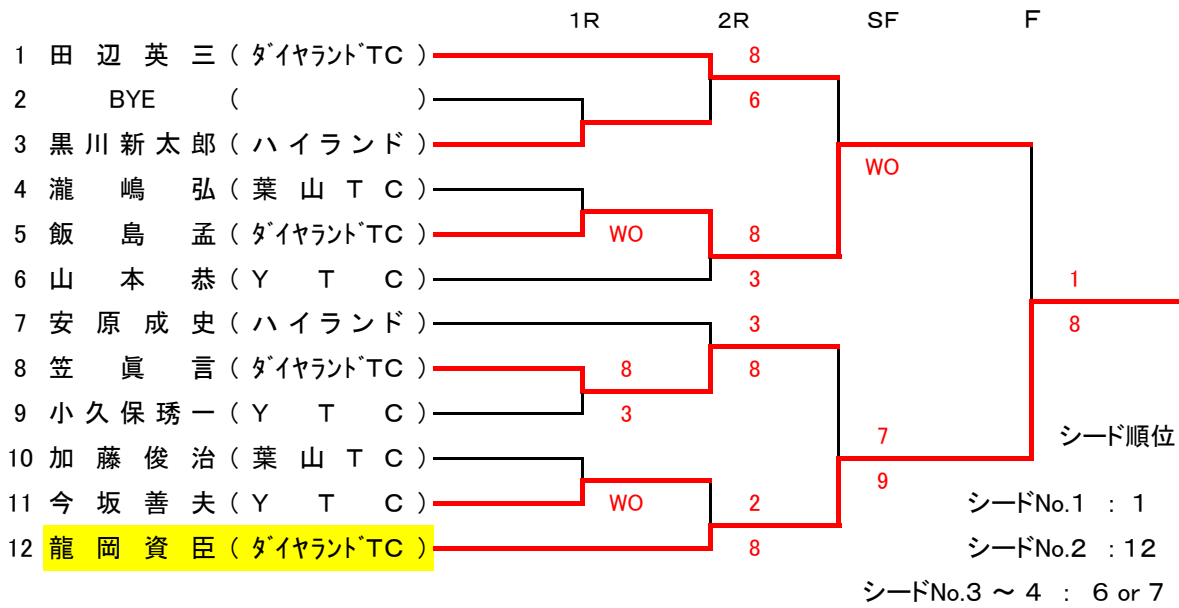 1R 2R SF F
1 田辺英三 ( ﾀﾞｲﾔﾗﾝﾄﾞTC ) 8
2 BYE ( ) 6
3 黒川新太郎 ( ハイランド )
WO
4 瀧嶋弘 ( 葉山TC )
5 飯島孟 ( ﾀﾞｲﾔﾗﾝﾄﾞTC ) WO 8
6 山本恭 ( YTC ) 3 1
7 安原成史 ( ハイランド ) 3 8
8 笠眞言 ( ﾀﾞｲﾔﾗﾝﾄﾞTC ) 8 8
9 小久保琇一 ( YTC ) 3
7 シード順位
10 加藤俊治 ( 葉山TC )
9
11 今坂善夫 ( YTC ) WO 2 シードNo.1 : 1
12 龍岡資臣 ( ﾀﾞｲﾔﾗﾝﾄﾞTC ) 8 シードNo.2 : 12
シードNo.3 ～ 4 : 6 or 7